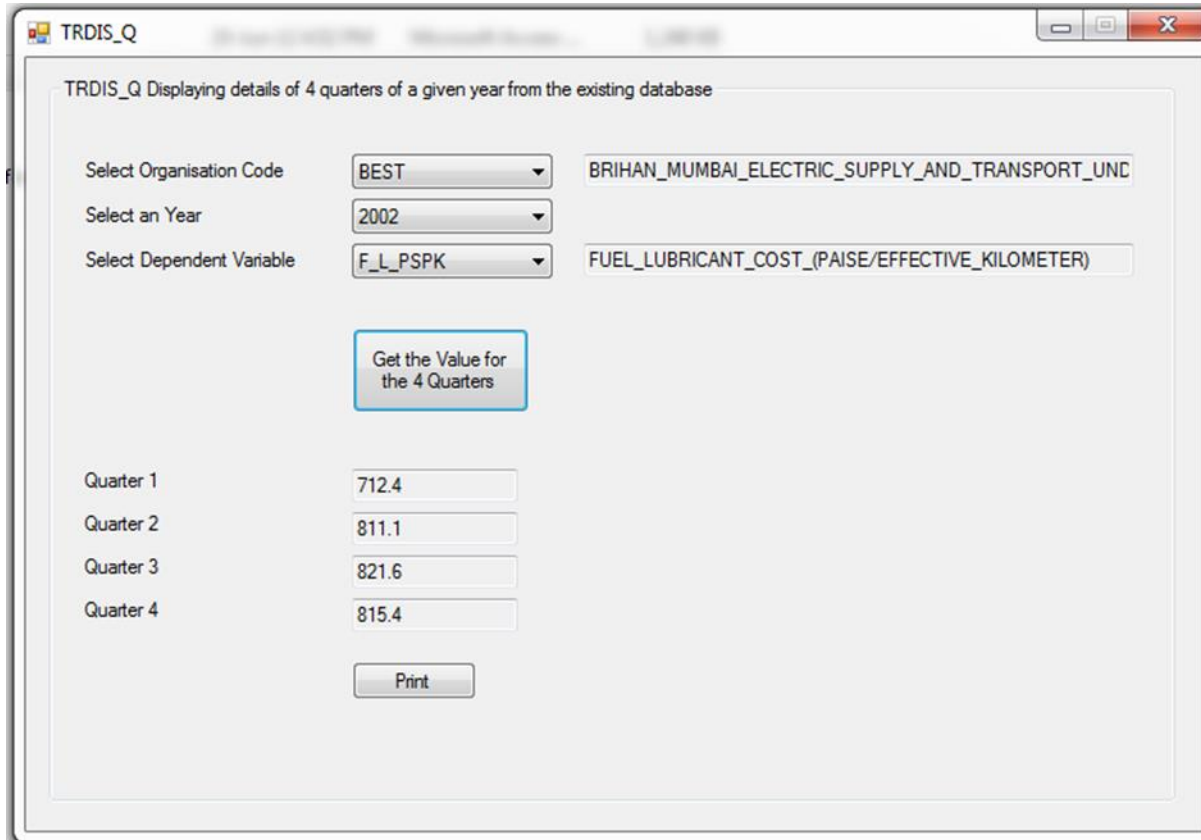 TRDIS_Q
TRDIS_Q Displaying details of 4 quarters of a given year from the existing database
Select Organisation Code BEST BRIHAN_MUMBAI_ELECTRIC_SUPPLY_AND_TRANSPORT_UND
Select an Year 2002
Select Dependent Variable F_L_PSPK FUEL_LUBRICANT_COST_(PAISE/EFFECTIVE_KILOMETER)
Get the Value for
the 4 Quarters
Quarter 1 712.4
Quarter 2 811.1
Quarter 3 821.6
Quarter 4 815.4
Print